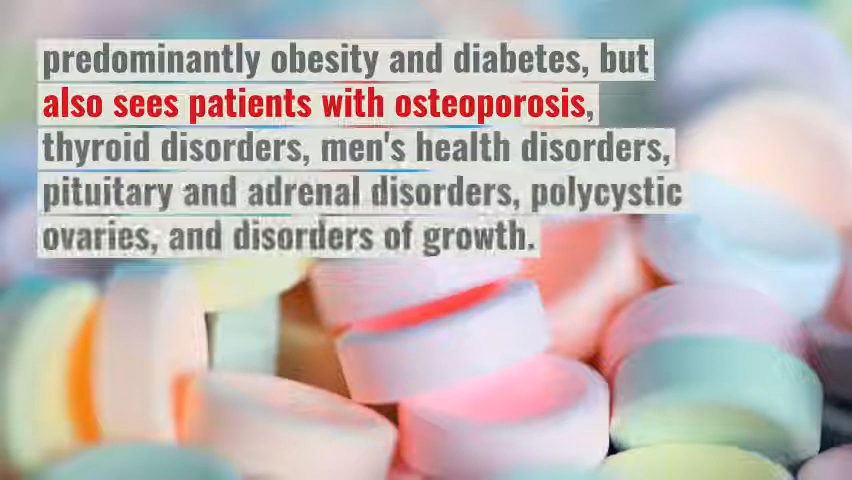 predominantly obesity and diabetes, but
also sees patients with osteoporosis,
thyroid disorders, men's health disorders,
pituitary and adrenal disorders, polycystic
ovaries, and disorders of growth.